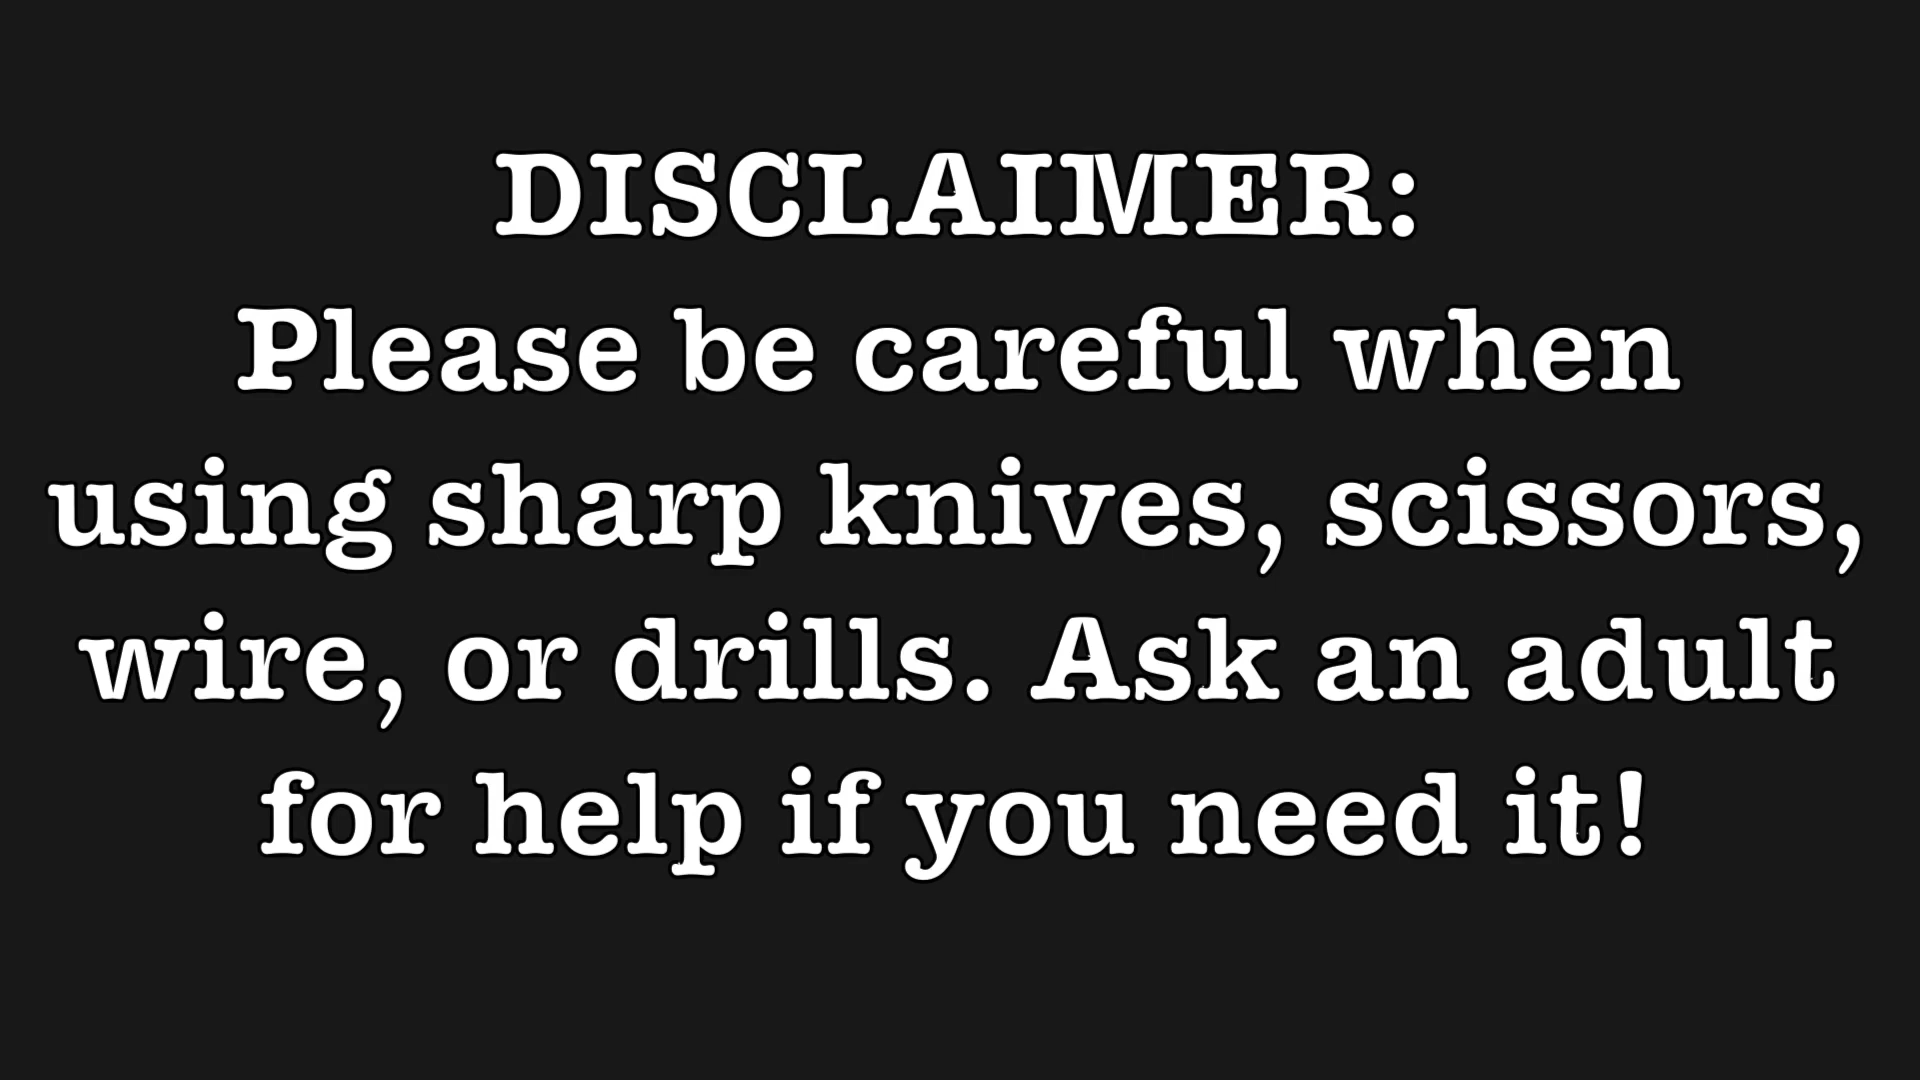 DISCLAIMER:
Please be careful when
using sharp knives, scissors,
wire, or drills. Ask an adult
for help if you need it!